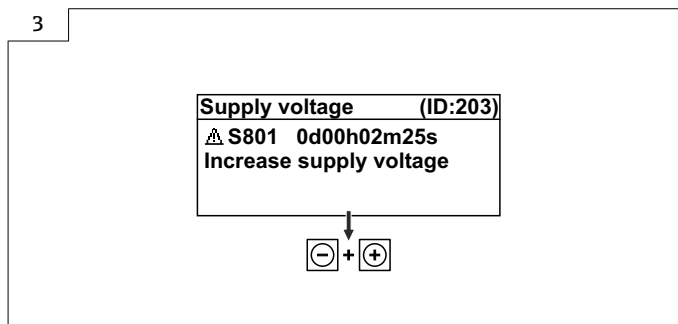 3
Supply voltage (ID:203)
⚠ S801 0d00h02m25s
Increase supply voltage
- + +